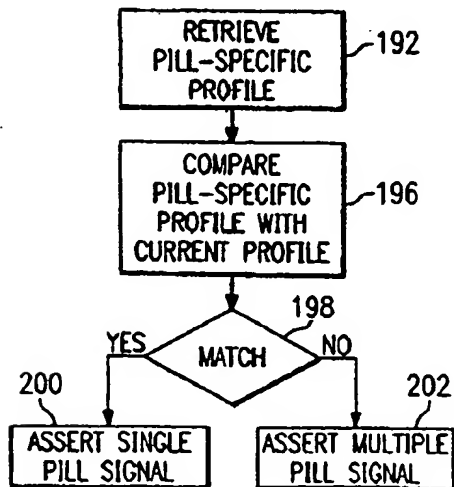 RETRIEVE
PILL-SPECIFIC
PROFILE
192
COMPARE
PILL-SPECIFIC
PROFILE WITH
CURRENT PROFILE
196
198
YES
MATCH
NO
200
202
ASSERT SINGLE
PILL SIGNAL
ASSERT MULTIPLE
PILL SIGNAL